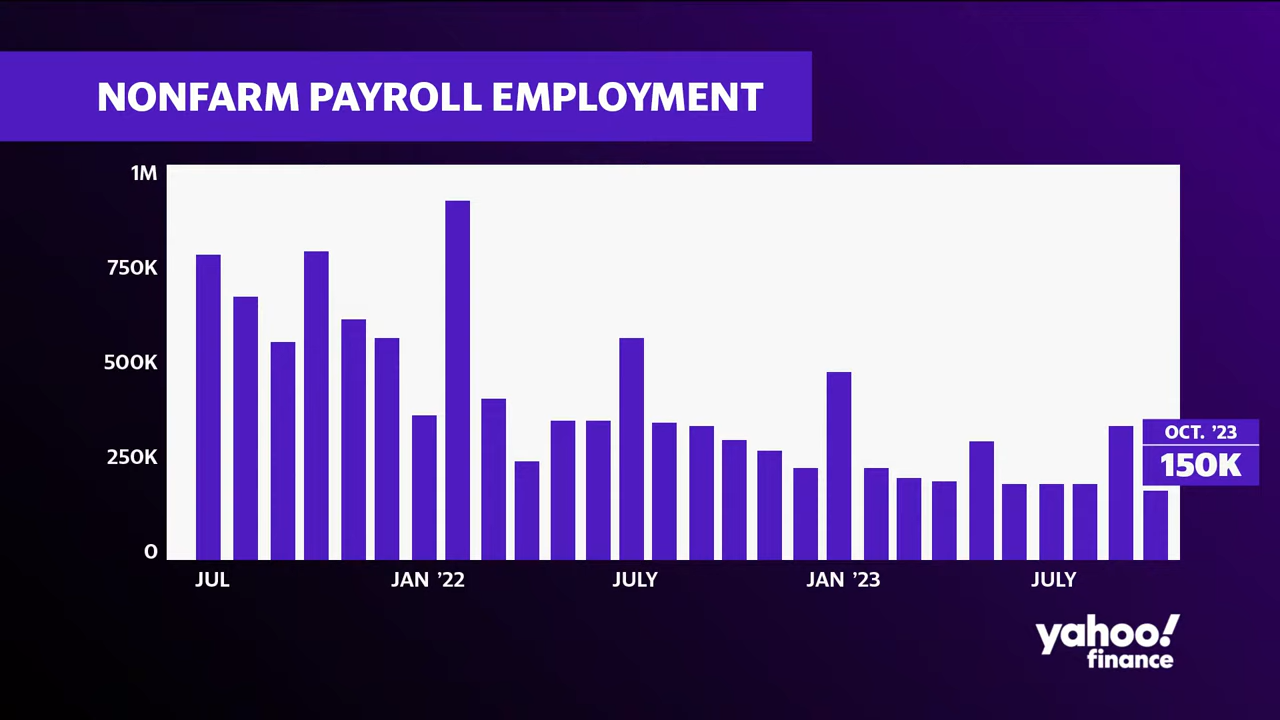 NONFARM PAYROLL EMPLOYMENT
1M
750K
500K
250K
0
OCT. ’23
150K
JUL JAN ’22 JULY JAN ’23 JULY
yahoo!
finance